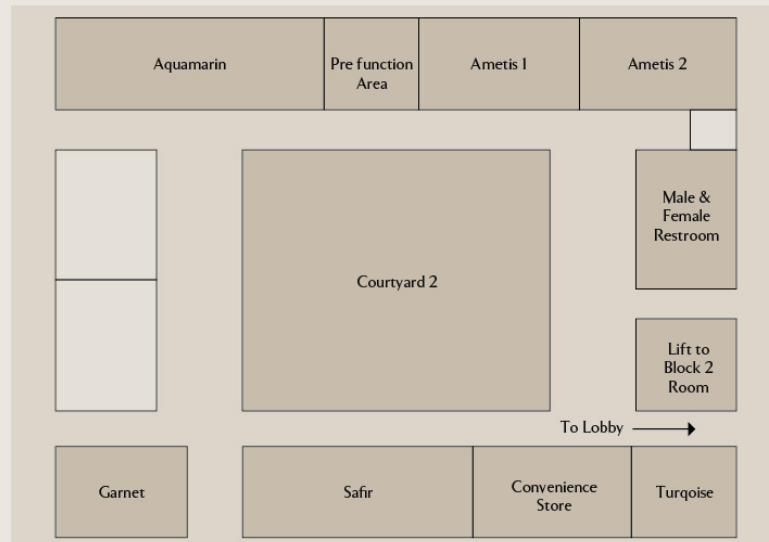 Aquamarin
Pre function
Area
Ametis 1
Ametis 2
Male &
Female
Restroom
Courtyard 2
Lift to
Block 2
Room
To Lobby
Garnet
Safir
Convenience
Store
Turqoise